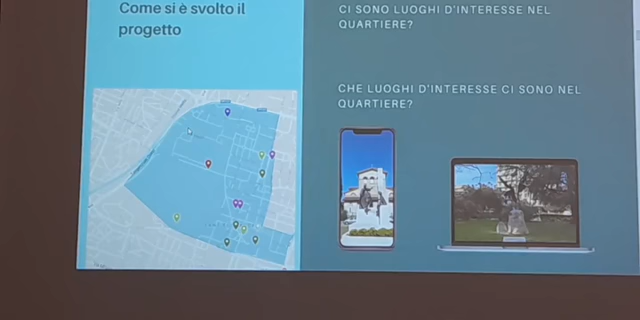 Come si è svolto il
progetto
CI SONO LUOGHI D'INTERESSE NEL
QUARTIERE?
CHE LUOGHI D'INTERESSE CI SONO NEL
QUARTIERE?